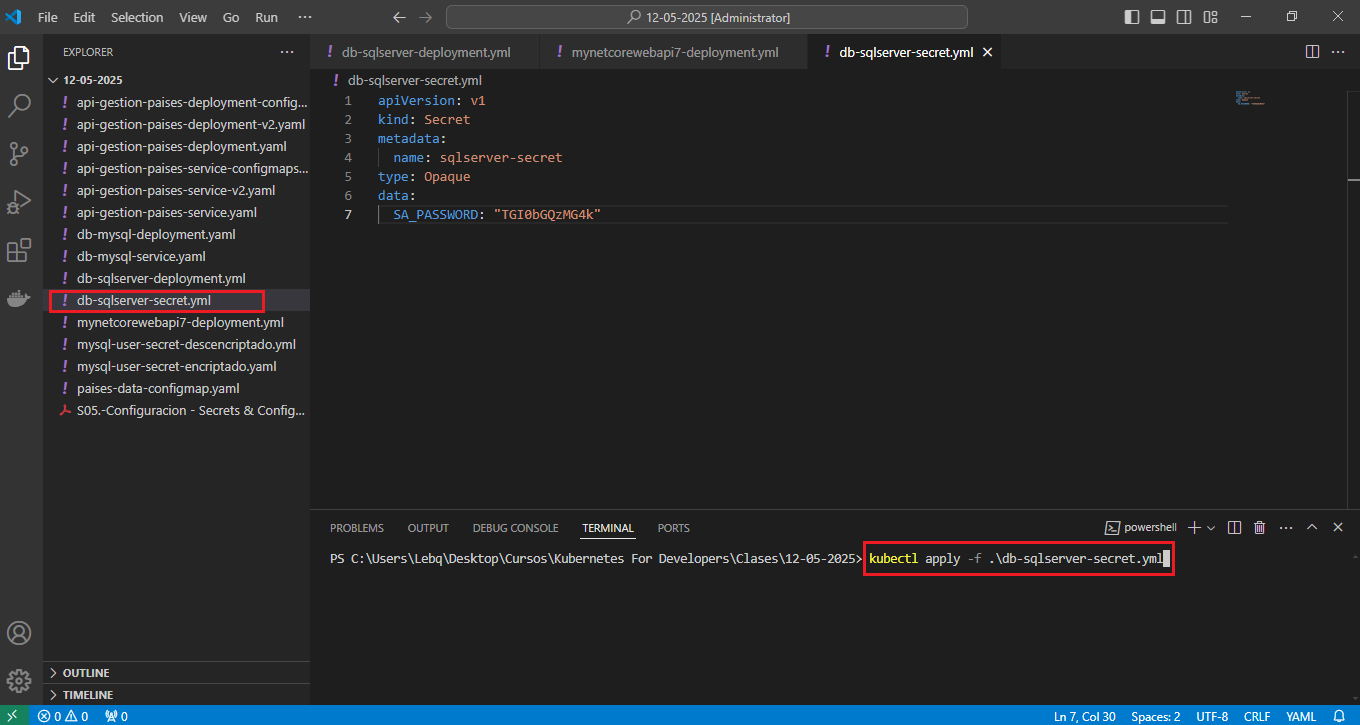 File Edit Selection View Go Run ···
12-05-2025 [Administrator]
EXPLORER ···
12-05-2025
! api-gestion-paises-deployment-config...
! api-gestion-paises-deployment-v2.yaml
! api-gestion-paises-deployment.yaml
! api-gestion-paises-service-configmaps...
! api-gestion-paises-service-v2.yaml
! api-gestion-paises-service.yaml
! db-mysql-deployment.yaml
! db-mysql-service.yaml
! db-sqlserver-deployment.yml
! db-sqlserver-secret.yml
! mynetcorewebapi7-deployment.yml
! mysql-user-secret-descencriptado.yml
! mysql-user-secret-encriptado.yaml
! paises-data-configmap.yaml
S05.-Configuracion - Secrets & Config...
OUTLINE
TIMELINE
! db-sqlserver-deployment.yml ! mynetcorewebapi7-deployment.yml ! db-sqlserver-secret.yml
! db-sqlserver-secret.yml
1 apiVersion: v1
2 kind: Secret
3 metadata:
4 name: sqlserver-secret
5 type: Opaque
6 data:
7 SA_PASSWORD: "TGI0bGQzMG4k"
PROBLEMS OUTPUT DEBUG CONSOLE TERMINAL PORTS powershell
PS C:\Users\Lebq\Desktop\Cursos\Kubernetes For Developers\Clases\12-05-2025> kubectl apply -f .\db-sqlserver-secret.yml
0 0 0 Ln 7, Col 30 Spaces: 2 UTF-8 CRLF YAML